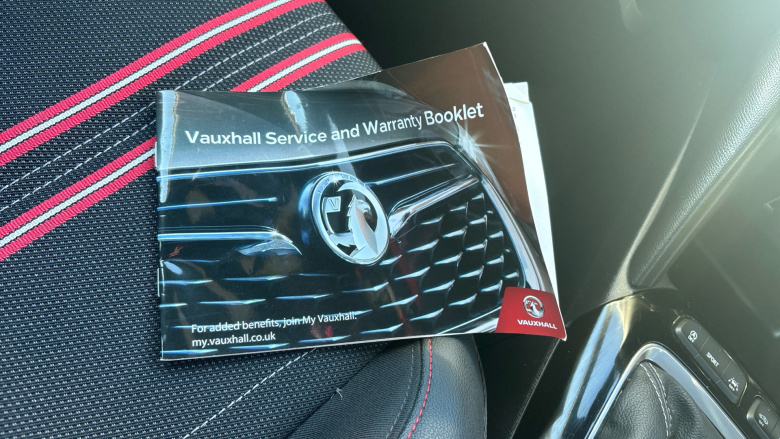 Vauxhall Service and Warranty Booklet
For added benefits, join My Vauxhall.
my.vauxhall.co.uk
VAUXHALL
SPORT